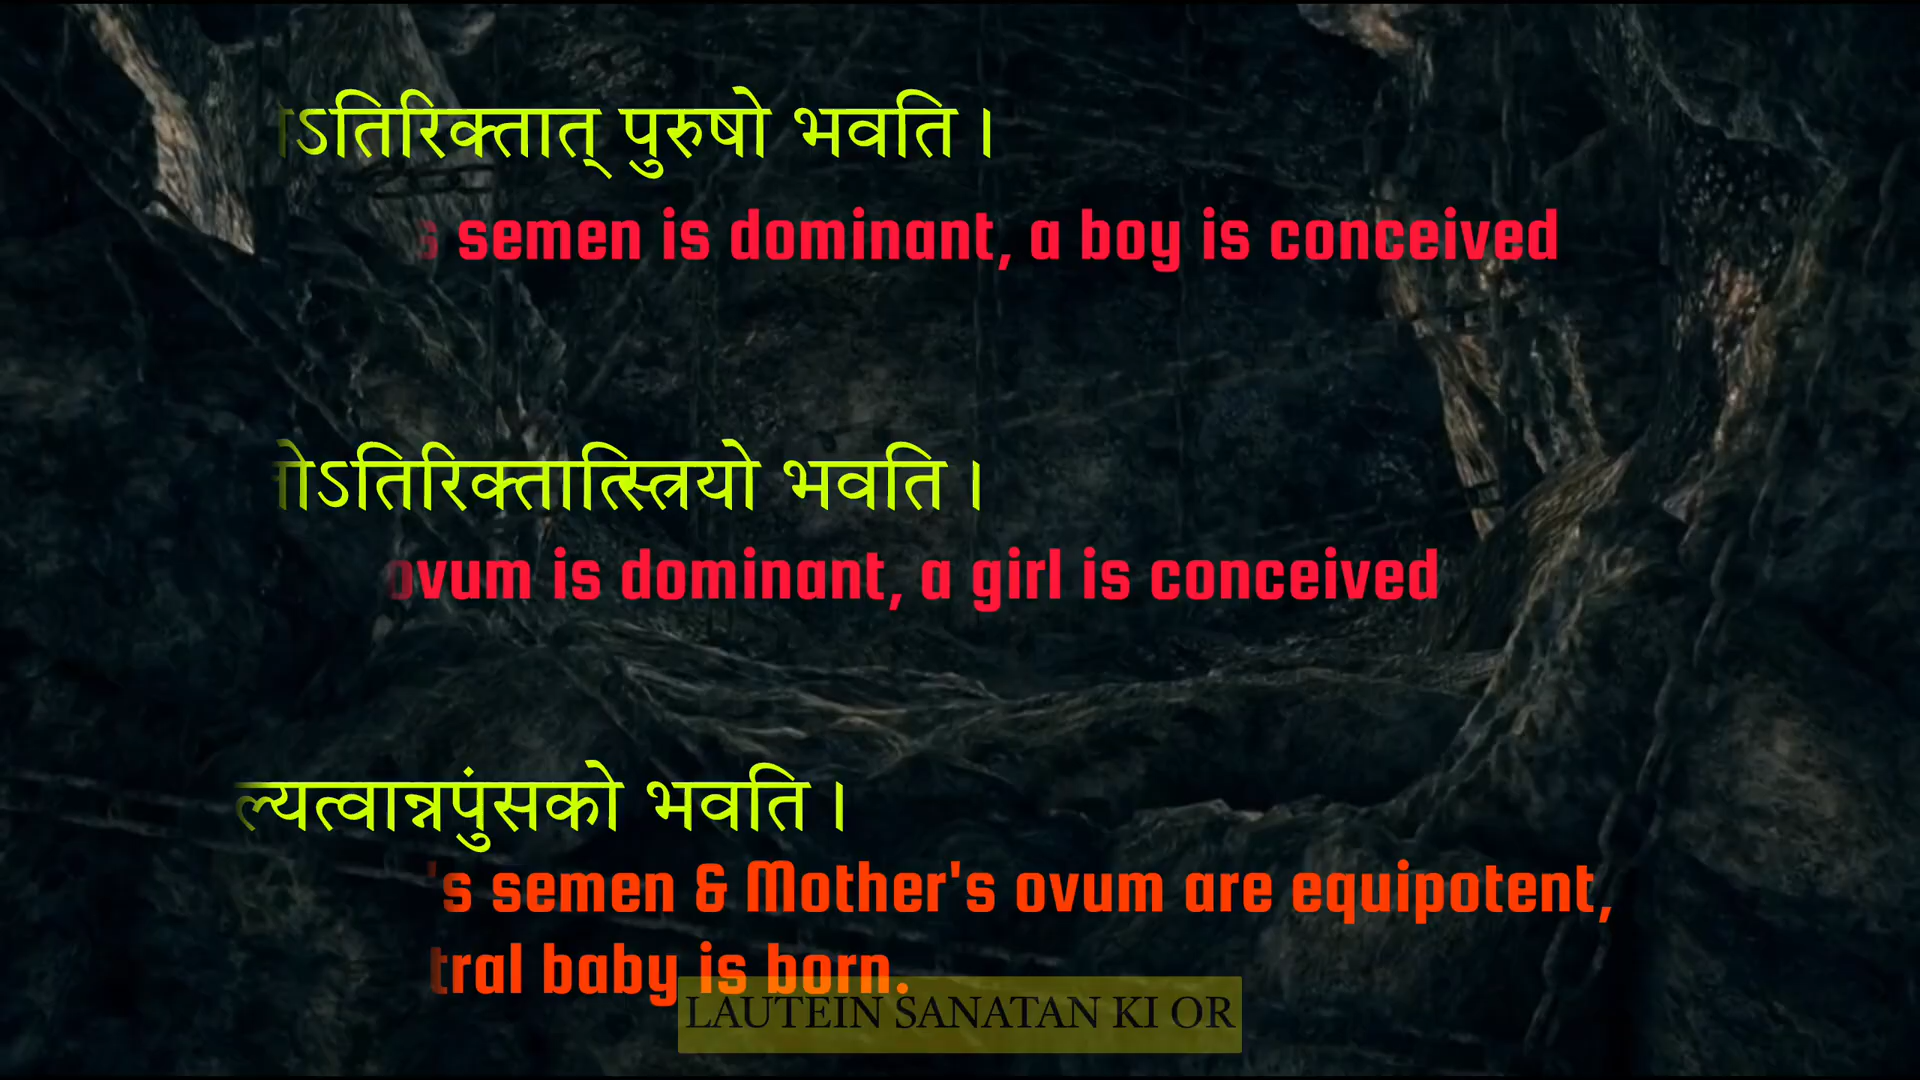 ऽतिरिक्तात् पुरुषो भवति ।
semen is dominant, a boy is conceived
ोऽतिरिक्तात्स्त्रियो भवति ।
ovum is dominant, a girl is conceived
ल्यत्वान्नपुंसको भवति ।
's semen & Mother's ovum are equipotent,
tral baby is born.
LAUTEIN SANATAN KI OR